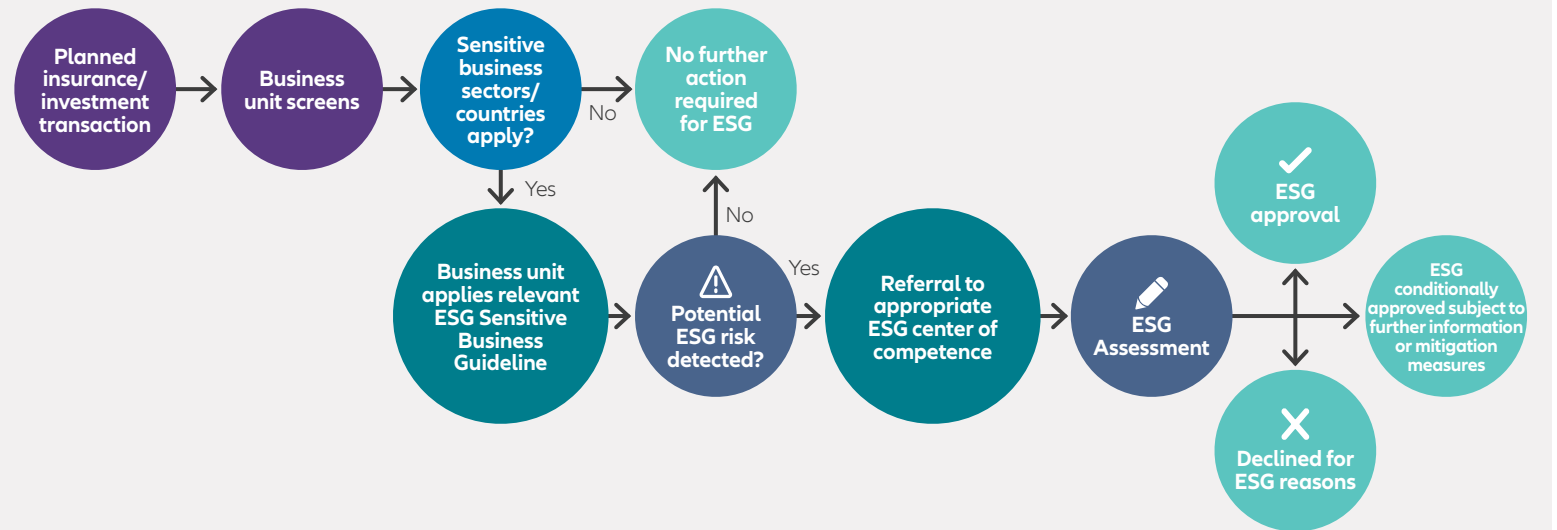 Planned
insurance/
investment
transaction
Business
unit screens
Sensitive
business
sectors/
countries
apply?
No
No further
action
required
for ESG
Yes
Business unit
applies relevant
ESG Sensitive
Business
Guideline
Potential
ESG risk
detected?
No
Yes
Referral to
appropriate
ESG center of
competence
ESG
Assessment
ESG
approval
ESG
conditionally
approved subject to
further information
or mitigation
measures
Declined for
ESG reasons